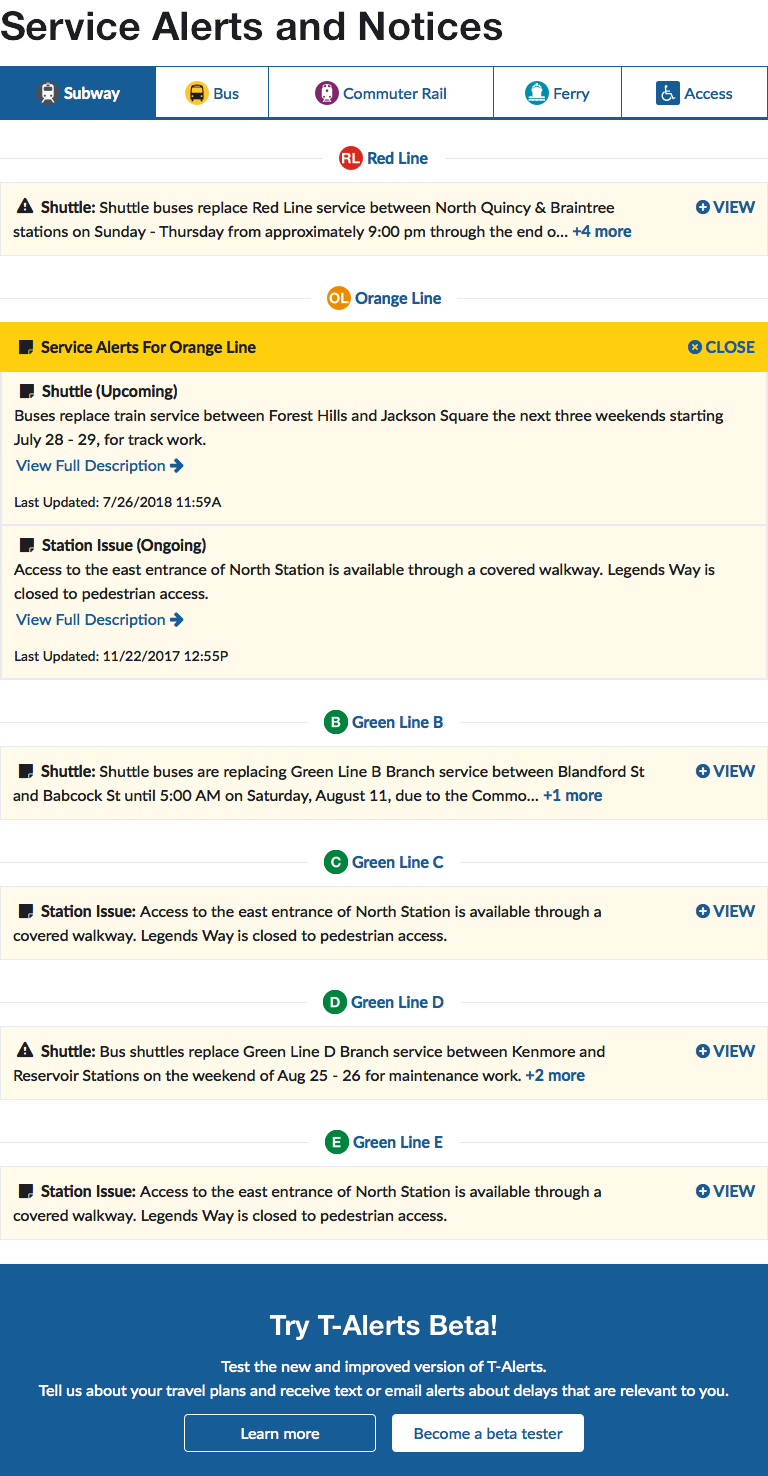 Service Alerts and Notices
Subway
Bus
Commuter Rail
Ferry
Access
RL Red Line
Shuttle: Shuttle buses replace Red Line service between North Quincy & Braintree
stations on Sunday - Thursday from approximately 9:00 pm through the end o... +4 more
VIEW
OL Orange Line
Service Alerts For Orange Line
CLOSE
Shuttle (Upcoming)
Buses replace train service between Forest Hills and Jackson Square the next three weekends starting
July 28 - 29, for track work.
View Full Description
Last Updated: 7/26/2018 11:59A
Station Issue (Ongoing)
Access to the east entrance of North Station is available through a covered walkway. Legends Way is
closed to pedestrian access.
View Full Description
Last Updated: 11/22/2017 12:55P
B Green Line B
Shuttle: Shuttle buses are replacing Green Line B Branch service between Blandford St
and Babcock St until 5:00 AM on Saturday, August 11, due to the Commo... +1 more
VIEW
C Green Line C
Station Issue: Access to the east entrance of North Station is available through a
covered walkway. Legends Way is closed to pedestrian access.
VIEW
D Green Line D
Shuttle: Bus shuttles replace Green Line D Branch service between Kenmore and
Reservoir Stations on the weekend of Aug 25 - 26 for maintenance work. +2 more
VIEW
E Green Line E
Station Issue: Access to the east entrance of North Station is available through a
covered walkway. Legends Way is closed to pedestrian access.
VIEW
Try T-Alerts Beta!
Test the new and improved version of T-Alerts.
Tell us about your travel plans and receive text or email alerts about delays that are relevant to you.
Learn more
Become a beta tester